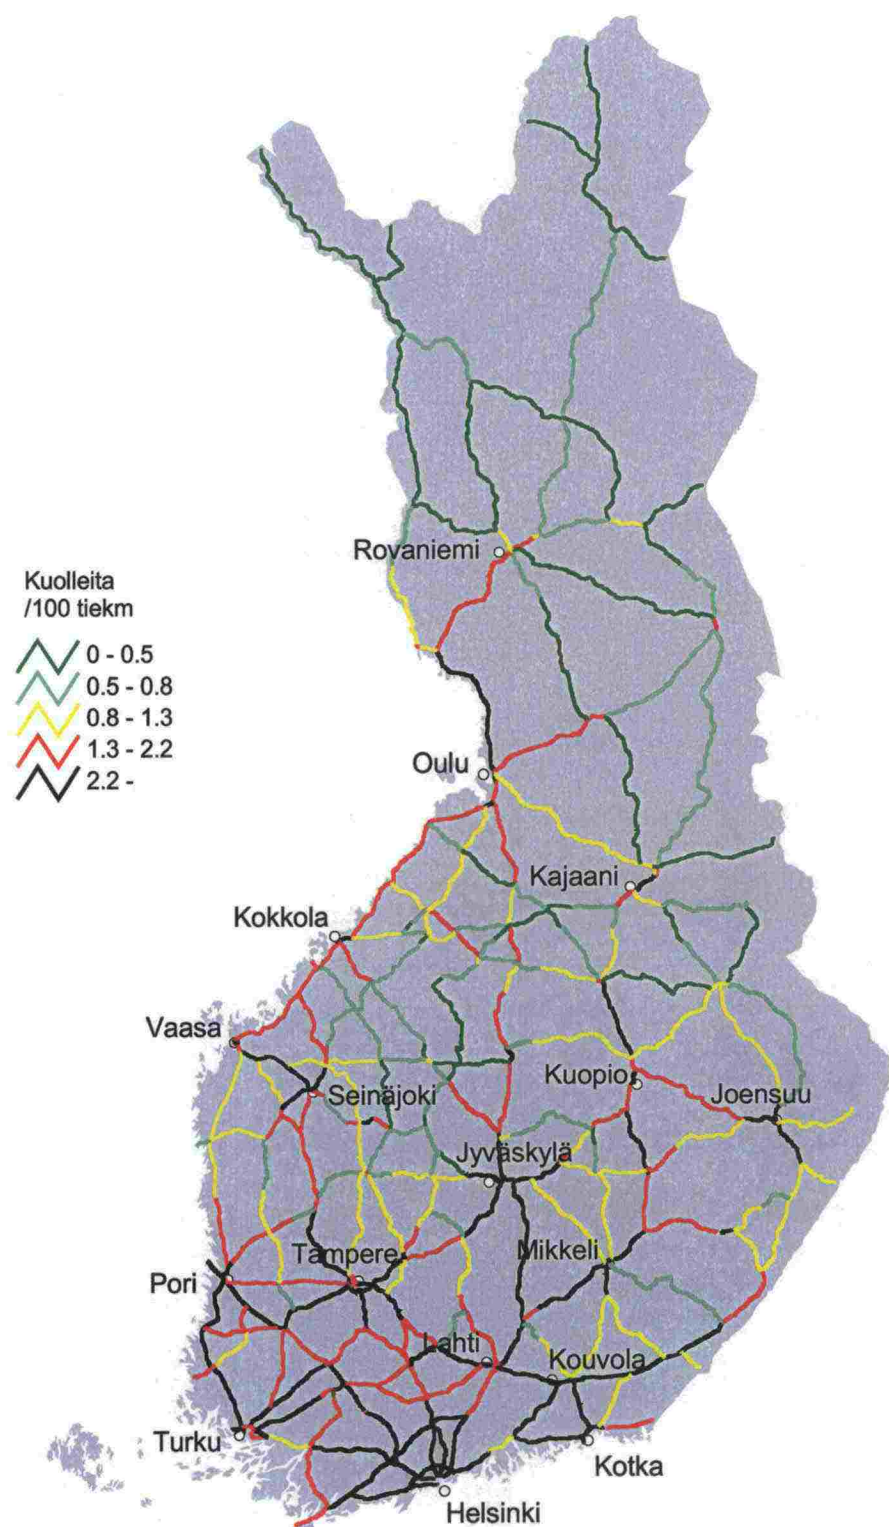 Rovaniemi
Kuolleita
/100 tiekm
0 - 0.5
0.5 - 0.8
0.8 - 1.3
1.3 - 2.2
2.2 -
Oulu
Kajaani
Kokkola
Vaasa
Kuopio
Seinäjoki
Joensuu
Jyväskylä
Tampere
Mikkeli
Pori
Lahti
Kouvola
Turku
Kotka
Helsinki